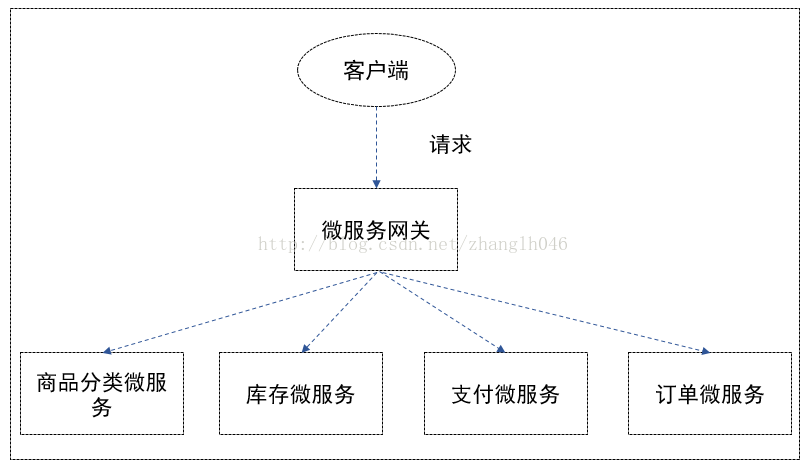 客户端
请求
微服务网关
http://blog.csdn.net/zhanglh046
商品分类微服
务
库存微服务
支付微服务
订单微服务